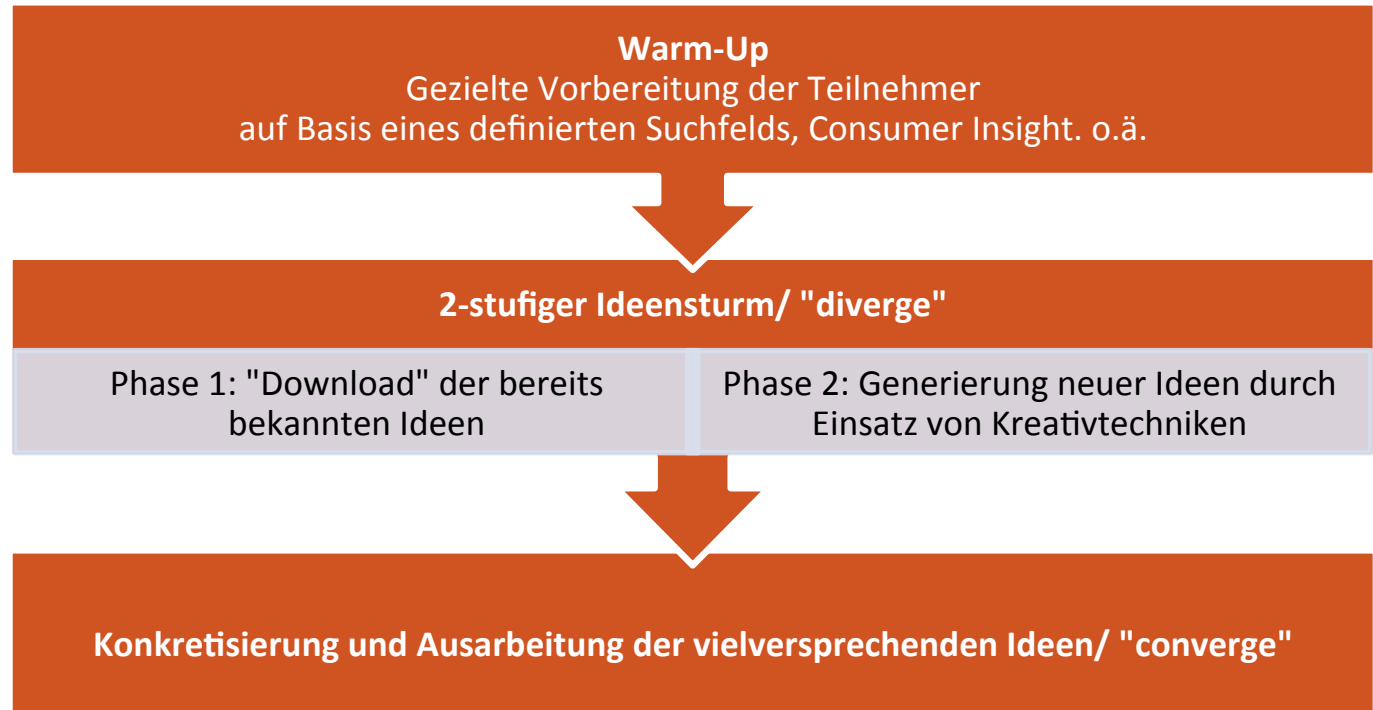 Warm-Up
Gezielte Vorbereitung der Teilnehmer
auf Basis eines definierten Suchfelds, Consumer Insight. o.ä.
2-stufiger Ideensturm/ "diverge"
Phase 1: "Download" der bereits
bekannten Ideen
Phase 2: Generierung neuer Ideen durch
Einsatz von Kreativtechniken
Konkretisierung und Ausarbeitung der vielversprechenden Ideen/ "converge"